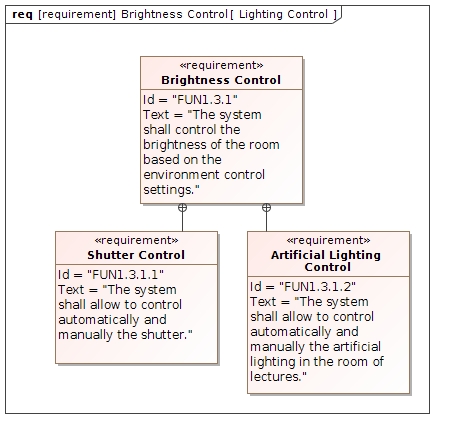 req [requirement] Brightness Control [ Lighting Control ]
«requirement»
Brightness Control
Id = "FUN1.3.1"
Text = "The system
shall control the
brightness of the room
based on the
environment control
settings."
«requirement»
Shutter Control
Id = "FUN1.3.1.1"
Text = "The system
shall allow to control
automatically and
manually the shutter."
«requirement»
Artificial Lighting
Control
Id = "FUN1.3.1.2"
Text = "The system
shall allow to control
automatically and
manually the artificial
lighting in the room of
lectures."